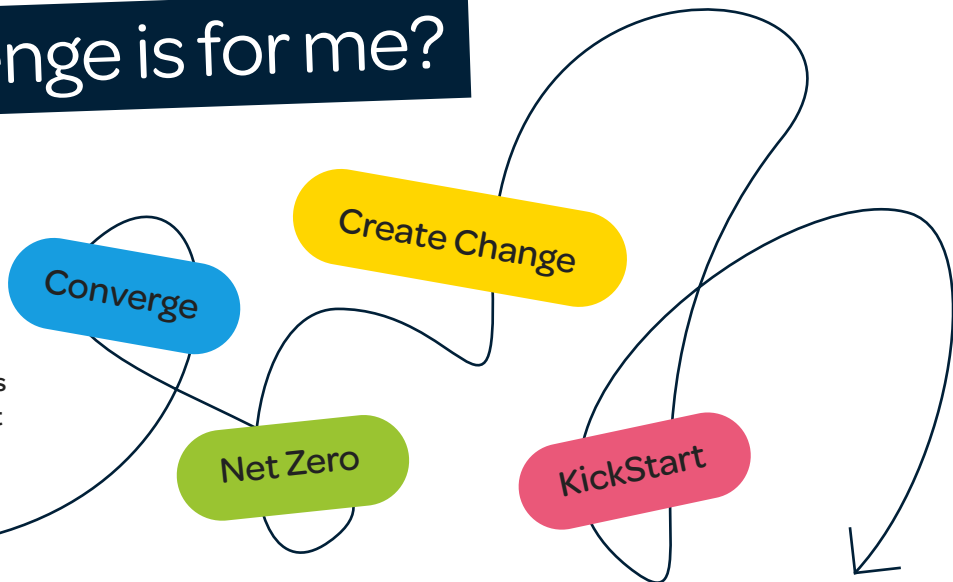 nge is for me?
Create Change
Converge
s
t
Net Zero
KickStart